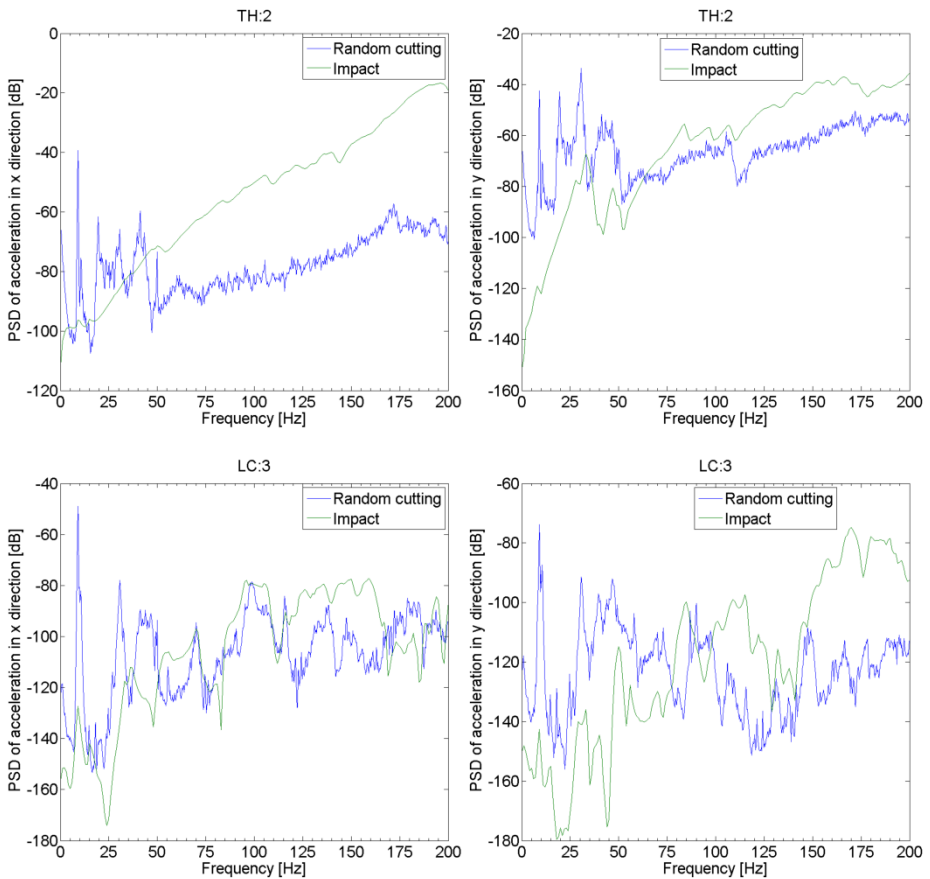 TH:2
0
-20
-40
-60
-80
-100
-120
PSD of acceleration in x direction [dB]
Random cutting
Impact
0 25 50 75 100 125 150 175 200
Frequency [Hz]
TH:2
-20
-40
-60
-80
-100
-120
-140
-160
PSD of acceleration in y direction [dB]
Random cutting
Impact
0 25 50 75 100 125 150 175 200
Frequency [Hz]
LC:3
-40
-60
-80
-100
-120
-140
-160
-180
PSD of acceleration in x direction [dB]
Random cutting
Impact
0 25 50 75 100 125 150 175 200
Frequency [Hz]
LC:3
-60
-80
-100
-120
-140
-160
-180
PSD of acceleration in y direction [dB]
Random cutting
Impact
0 25 50 75 100 125 150 175 200
Frequency [Hz]